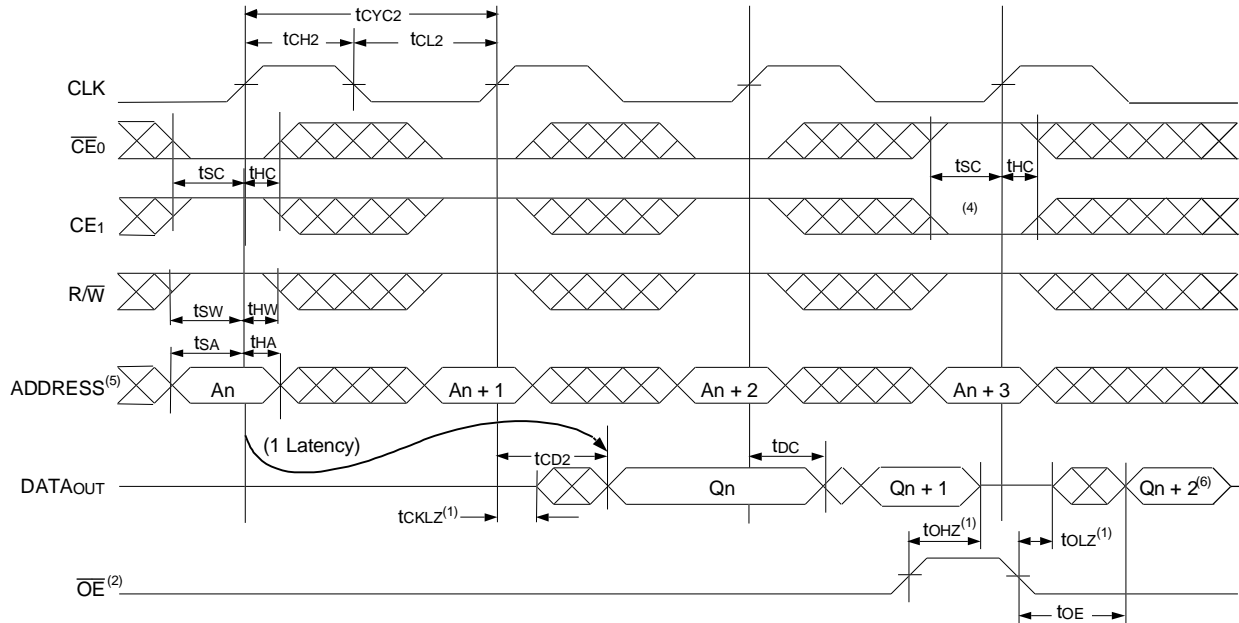 tCYC2
tCH2
tCL2
CLK
CE0
tSC
tHC
tSC
tHC
(4)
CE1
R/W
tSW
tHW
tSA
tHA
ADDRESS(5)
An
An + 1
An + 2
An + 3
(1 Latency)
tCD2
tDC
DATAOUT
Qn
Qn + 1
Qn + 2(6)
tCKLZ(1)
tOHZ(1)
tOLZ(1)
OE(2)
tOE